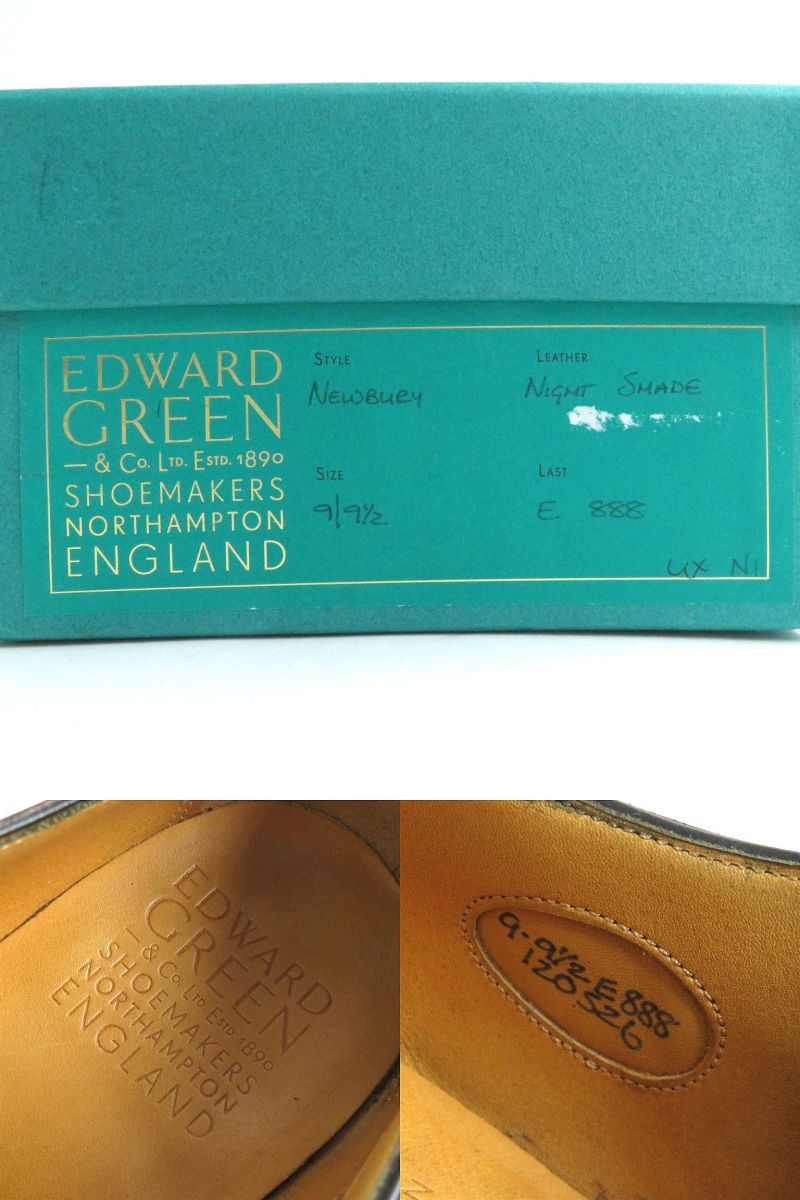 EDWARD
GREEN
— & Co. LTD. ESTD. 1890
SHOEMAKERS
NORTHAMPTON
ENGLAND
STYLE
NEWBURY
LEATHER
NIGHT SHADE
SIZE
9/9½
LAST
E 888
UX N1
EDWARD
GREEN
— & Co. LTD ESTD. 1890
SHOEMAKERS
NORTHAMPTON
ENGLAND
9-9½-E 888
120526